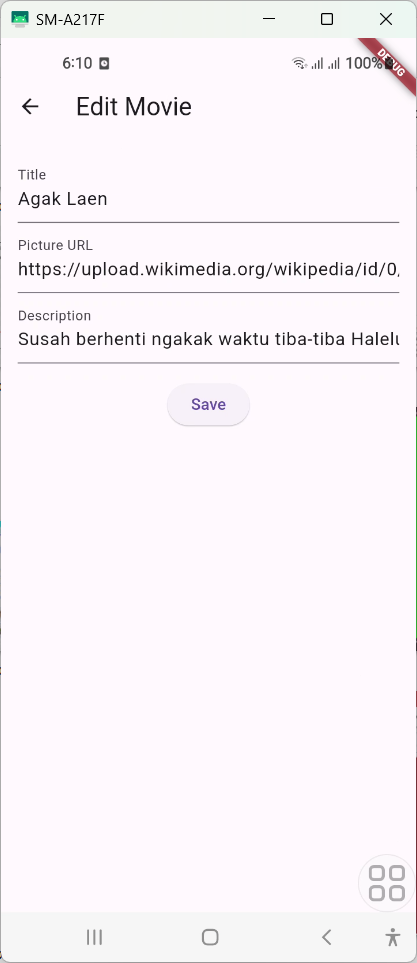 SM-A217F
6:10
100%
DEBUG
Edit Movie
Title
Agak Laen
Picture URL
https://upload.wikimedia.org/wikipedia/id/0,
Description
Susah berhenti ngakak waktu tiba-tiba Halelu
Save